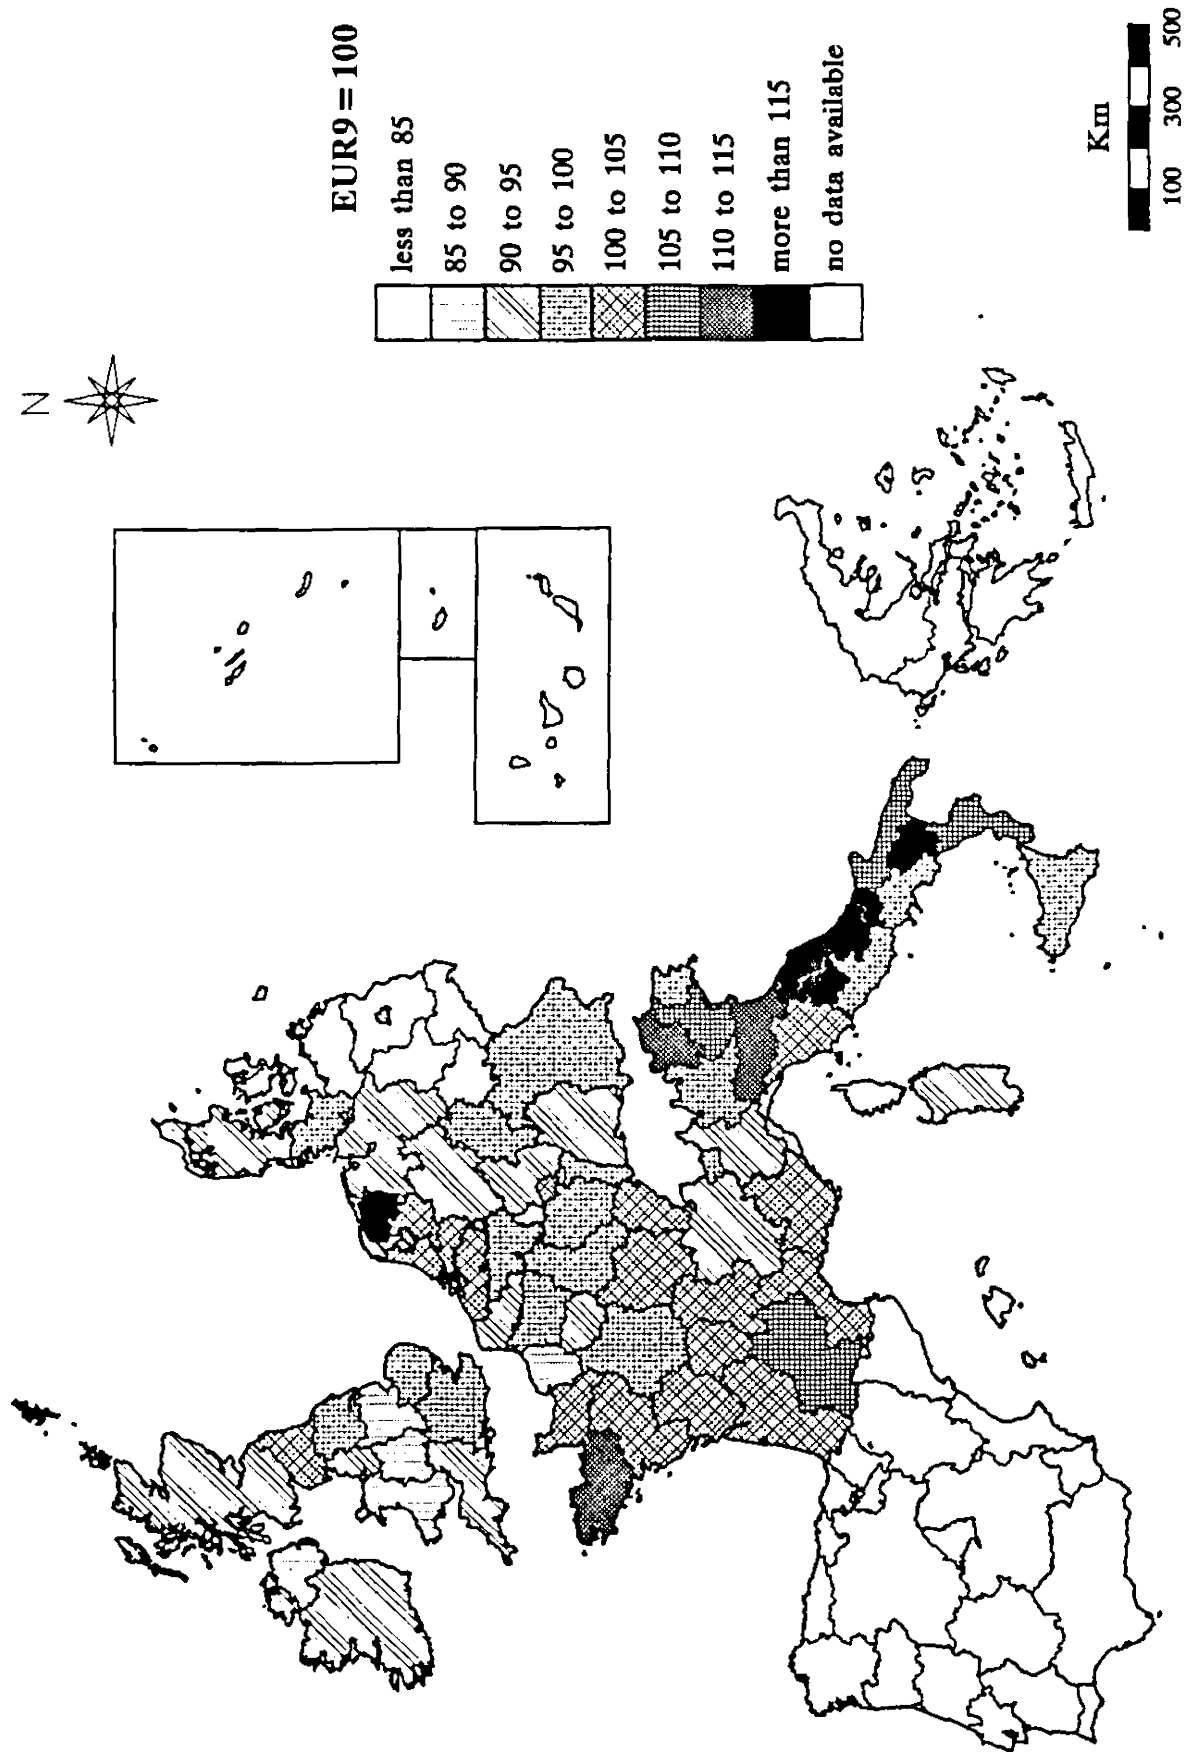 N
EUR9=100
less than 85
85 to 90
90 to 95
95 to 100
100 to 105
105 to 110
110 to 115
more than 115
no data available
Km
100 300 500